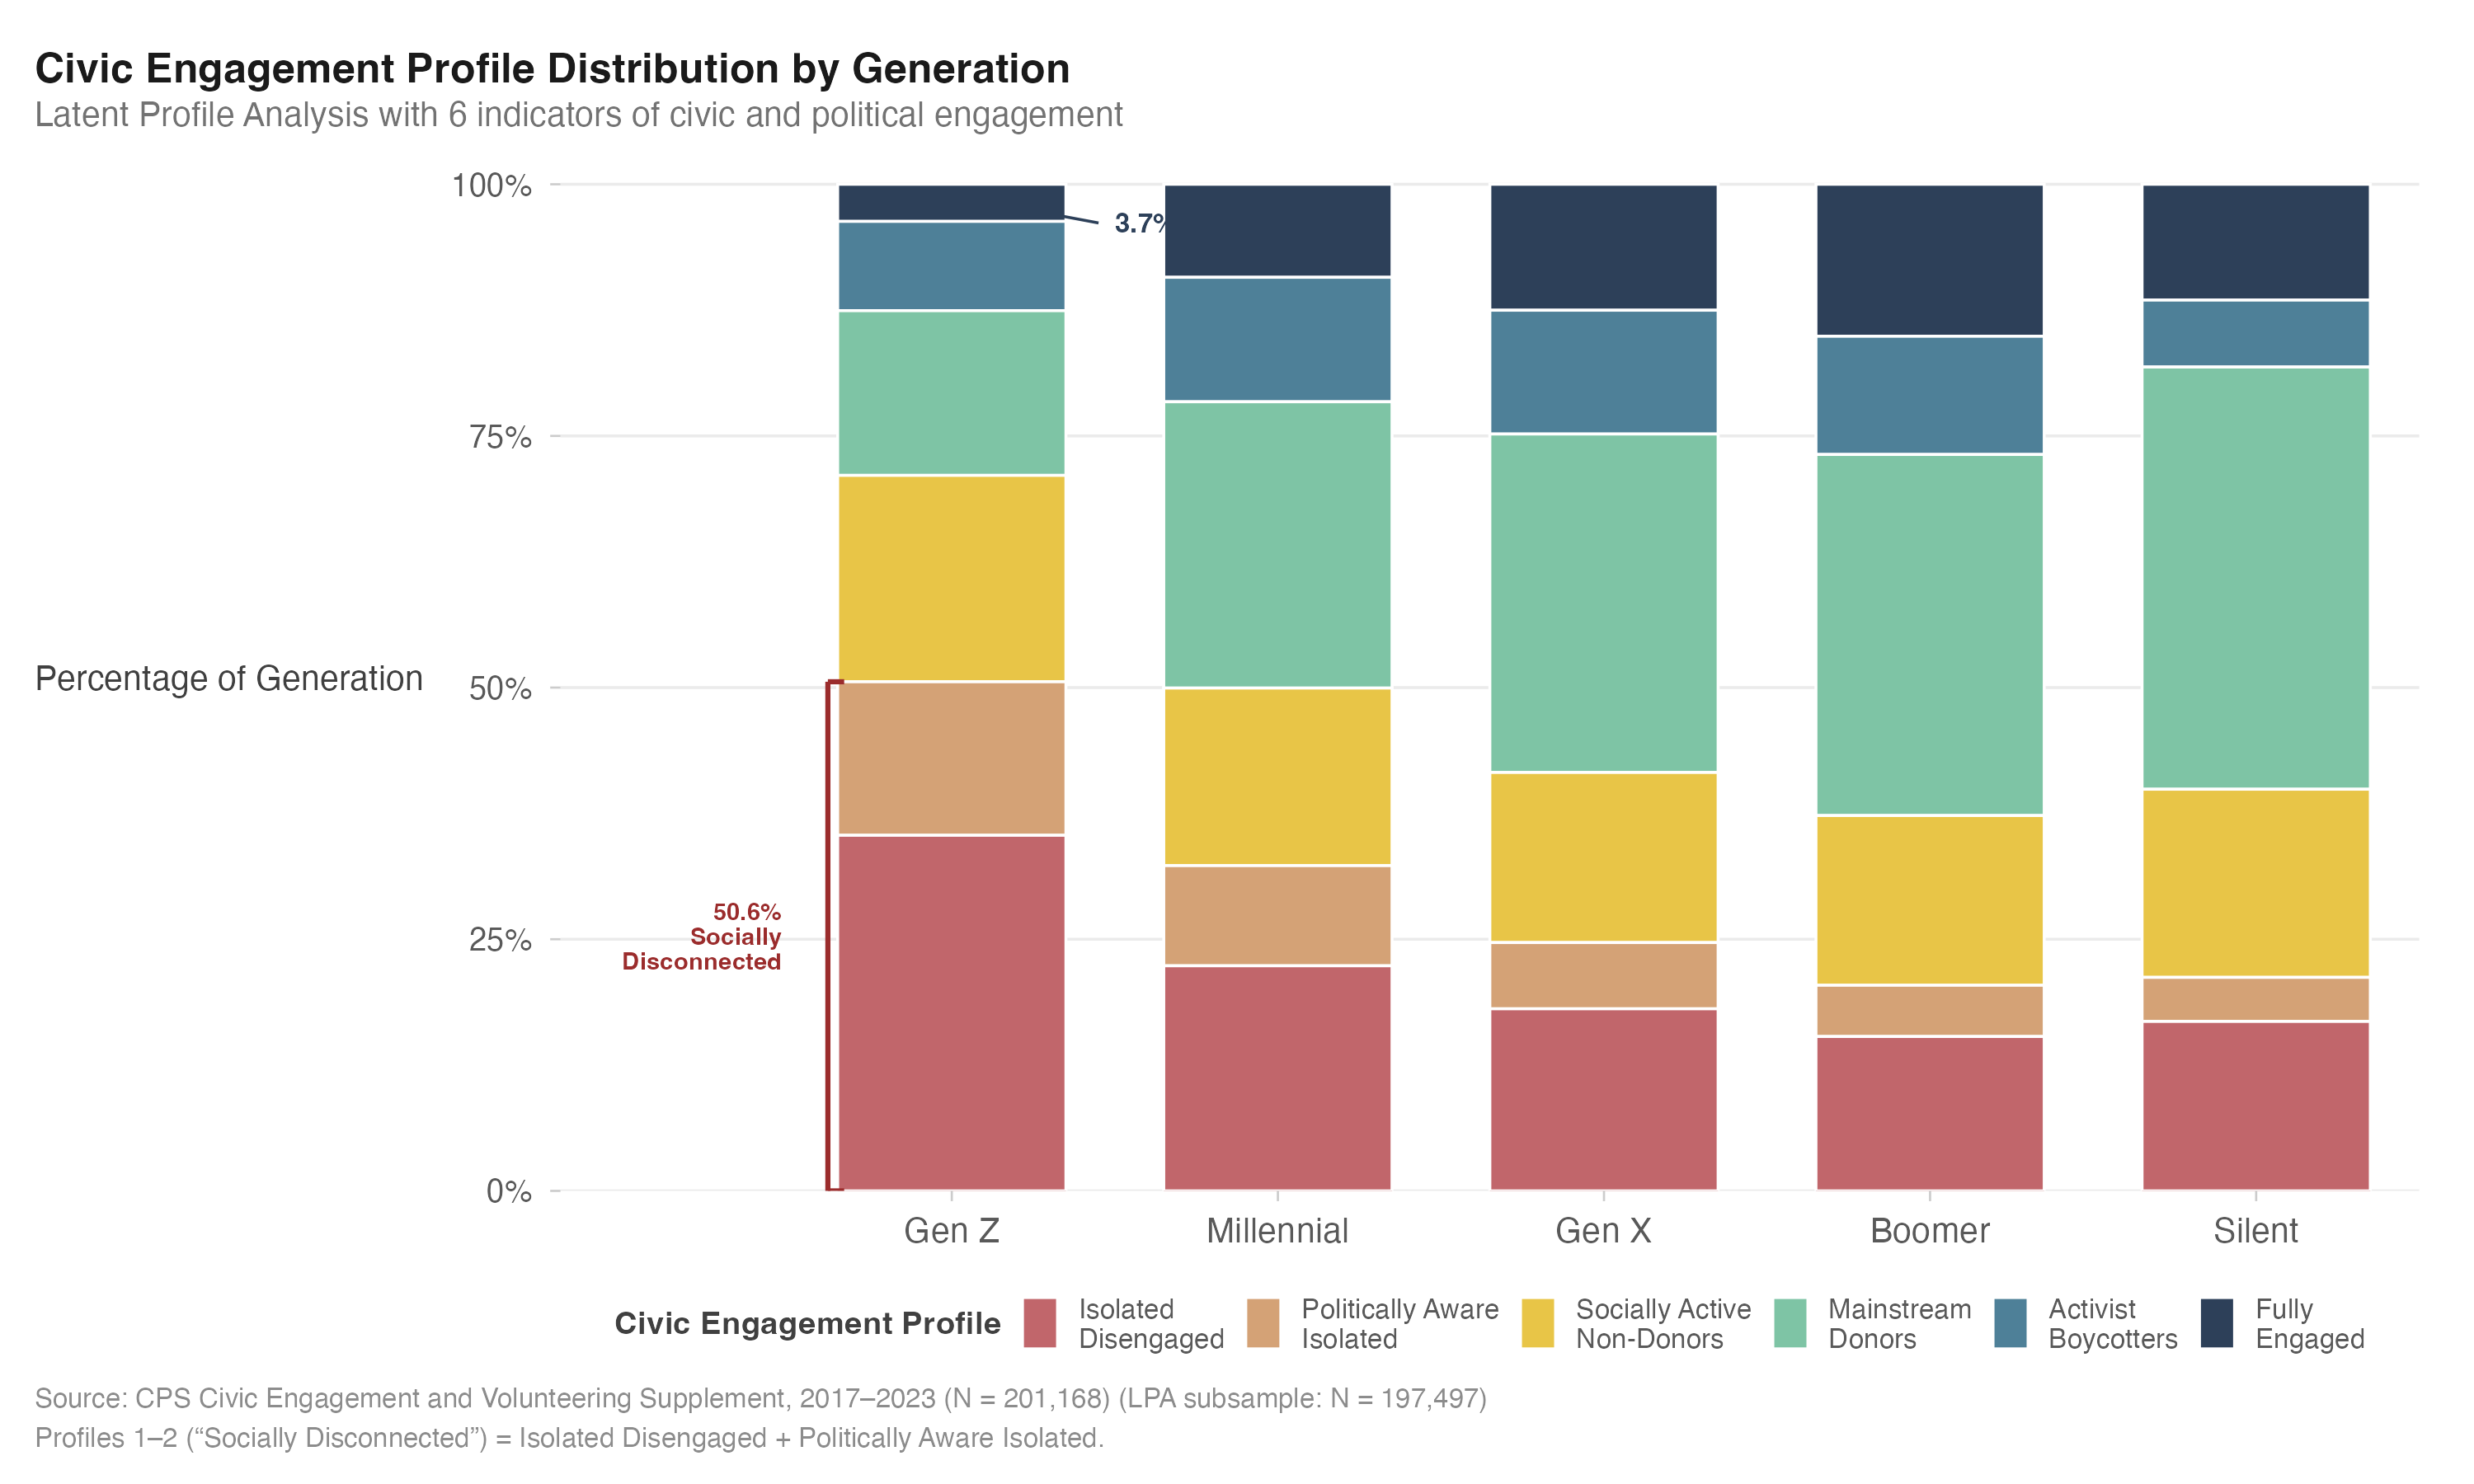 Civic Engagement Profile Distribution by Generation
Latent Profile Analysis with 6 indicators of civic and political engagement
100%
75%
50%
25%
0%
Percentage of Generation
3.7%
50.6%
Socially
Disconnected
Gen Z
Millennial
Gen X
Boomer
Silent
Civic Engagement Profile
Isolated
Disengaged
Politically Aware
Isolated
Socially Active
Non-Donors
Mainstream
Donors
Activist
Boycotters
Fully
Engaged
Source: CPS Civic Engagement and Volunteering Supplement, 2017–2023 (N = 201,168) (LPA subsample: N = 197,497)
Profiles 1–2 (“Socially Disconnected”) = Isolated Disengaged + Politically Aware Isolated.